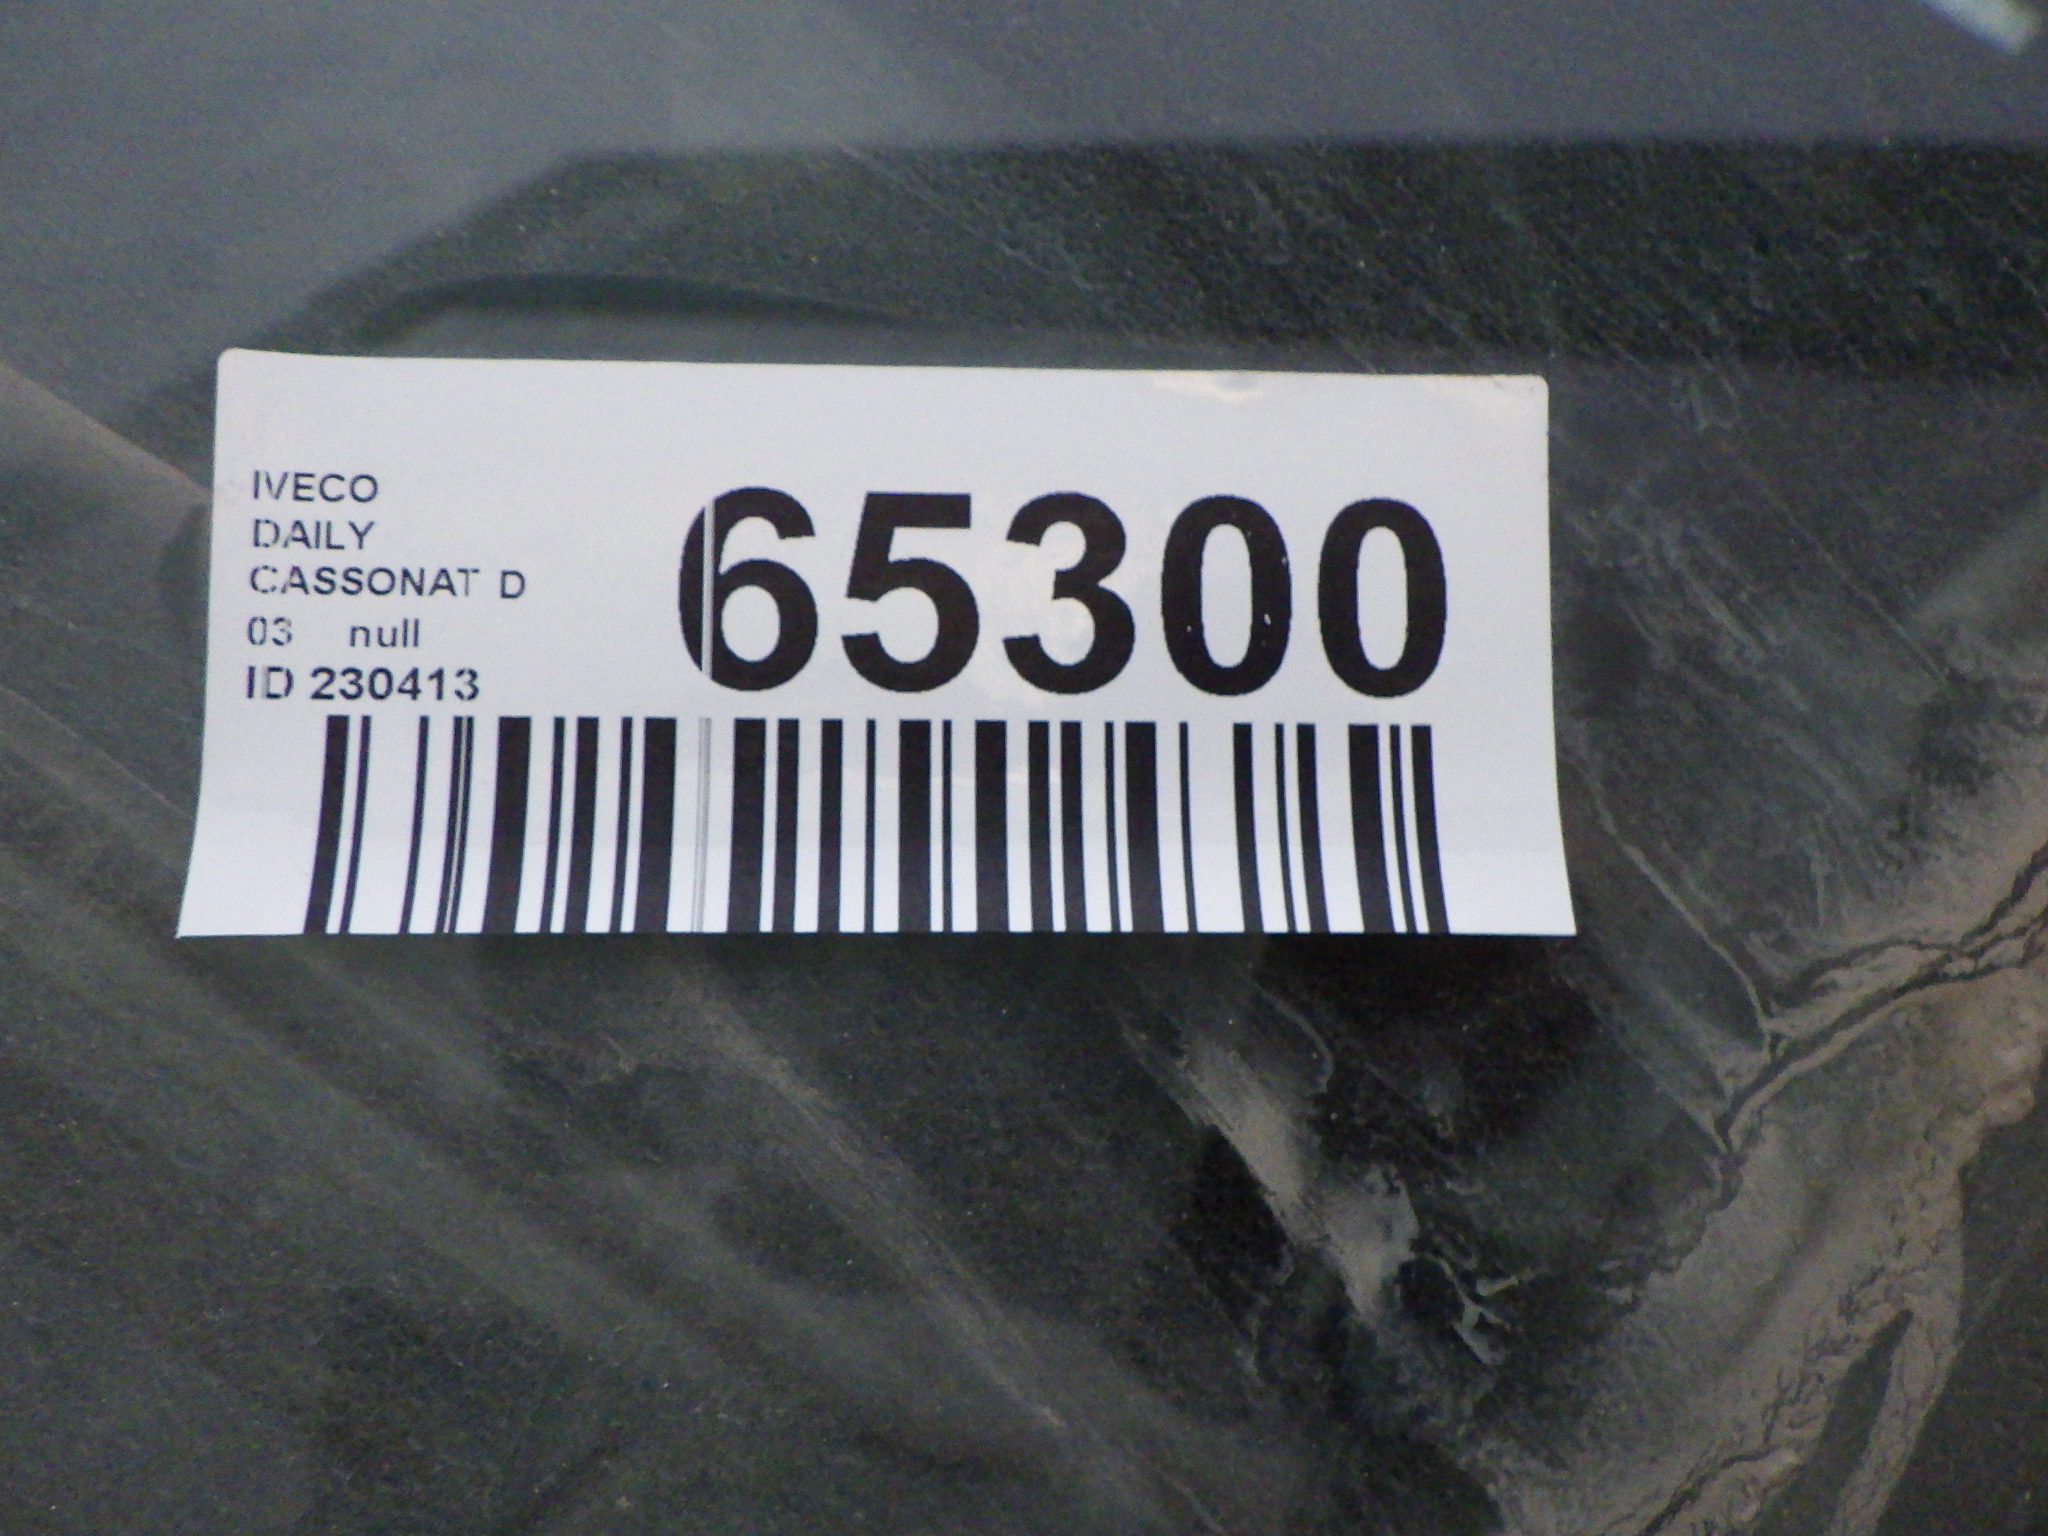 IVECO
DAILY
CASSONAT D
03 null
ID 230413
65300